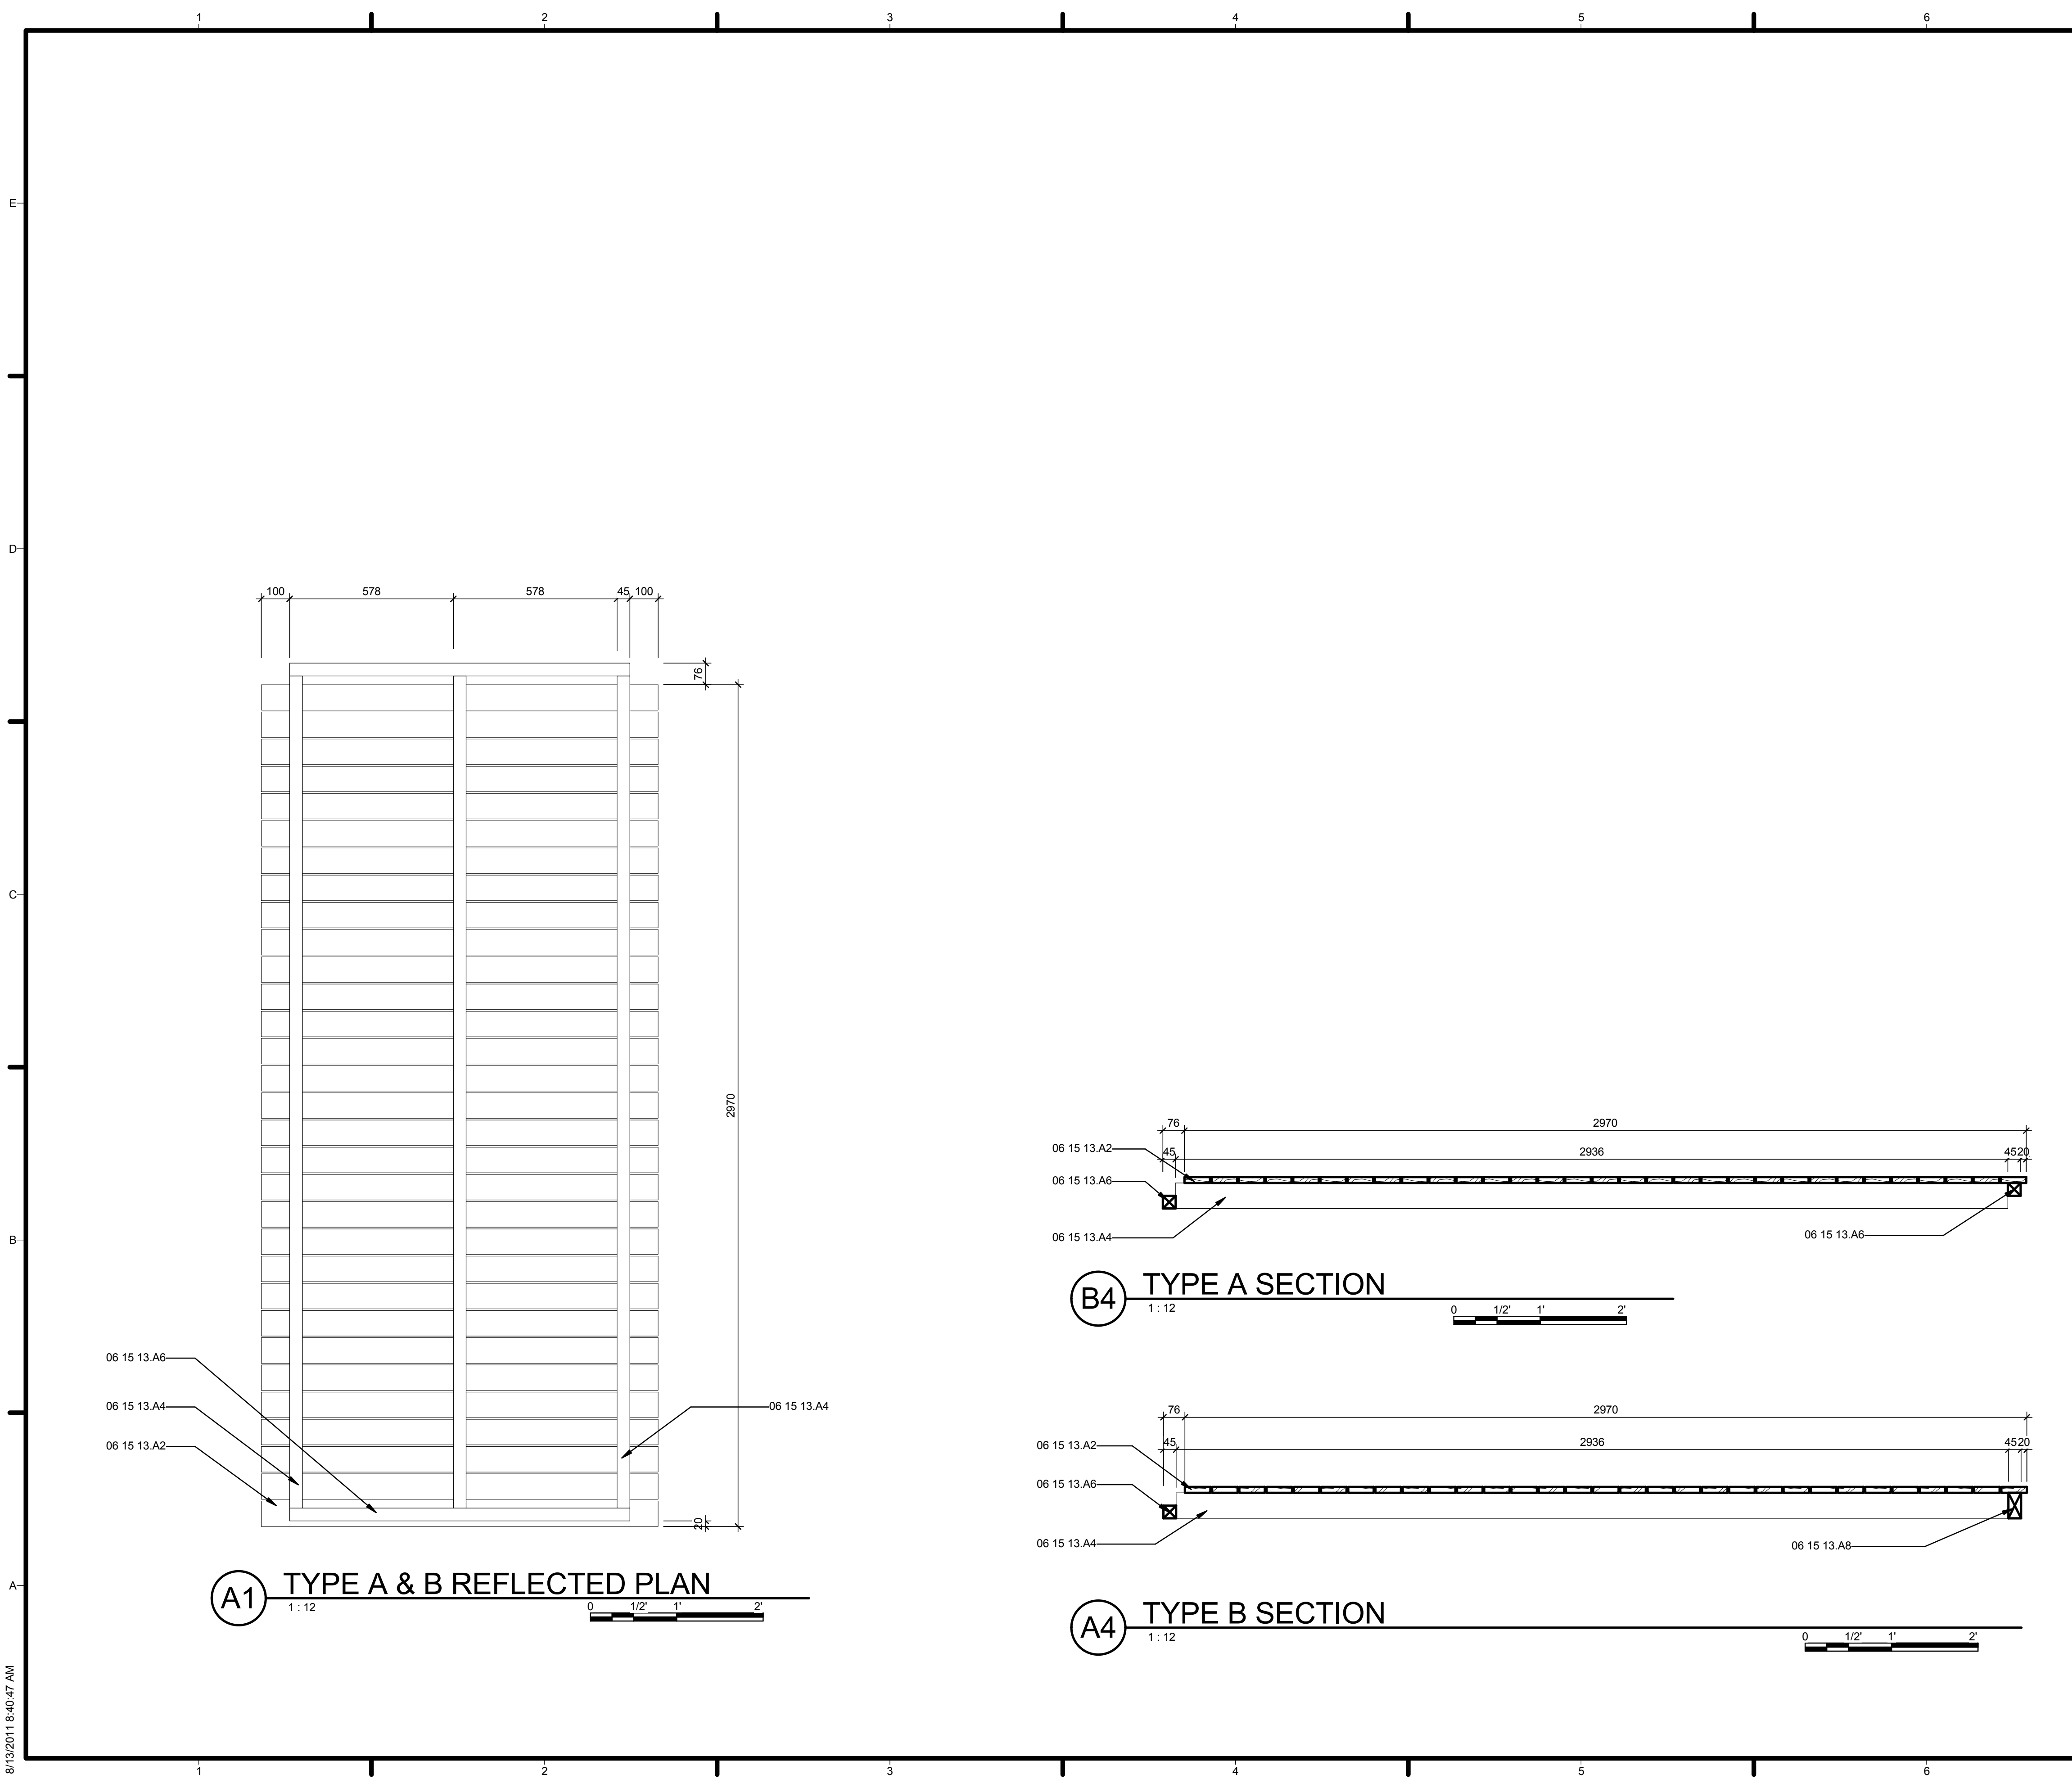 1 2 3 4 5 6
E
D
C
B
A
100 578 578 45 100
76
2970
20
06 15 13.A6
06 15 13.A4
06 15 13.A2
06 15 13.A4
A1 TYPE A & B REFLECTED PLAN
1 : 12
0 1/2' 1' 2'
76 2970
45 2936 45 20
06 15 13.A2
06 15 13.A6
06 15 13.A4
06 15 13.A6
B4 TYPE A SECTION
1 : 12
0 1/2' 1' 2'
76 2970
45 2936 45 20
06 15 13.A2
06 15 13.A6
06 15 13.A4
06 15 13.A8
A4 TYPE B SECTION
1 : 12
0 1/2' 1' 2'
8/13/2011 8:40:47 AM
1 2 3 4 5 6